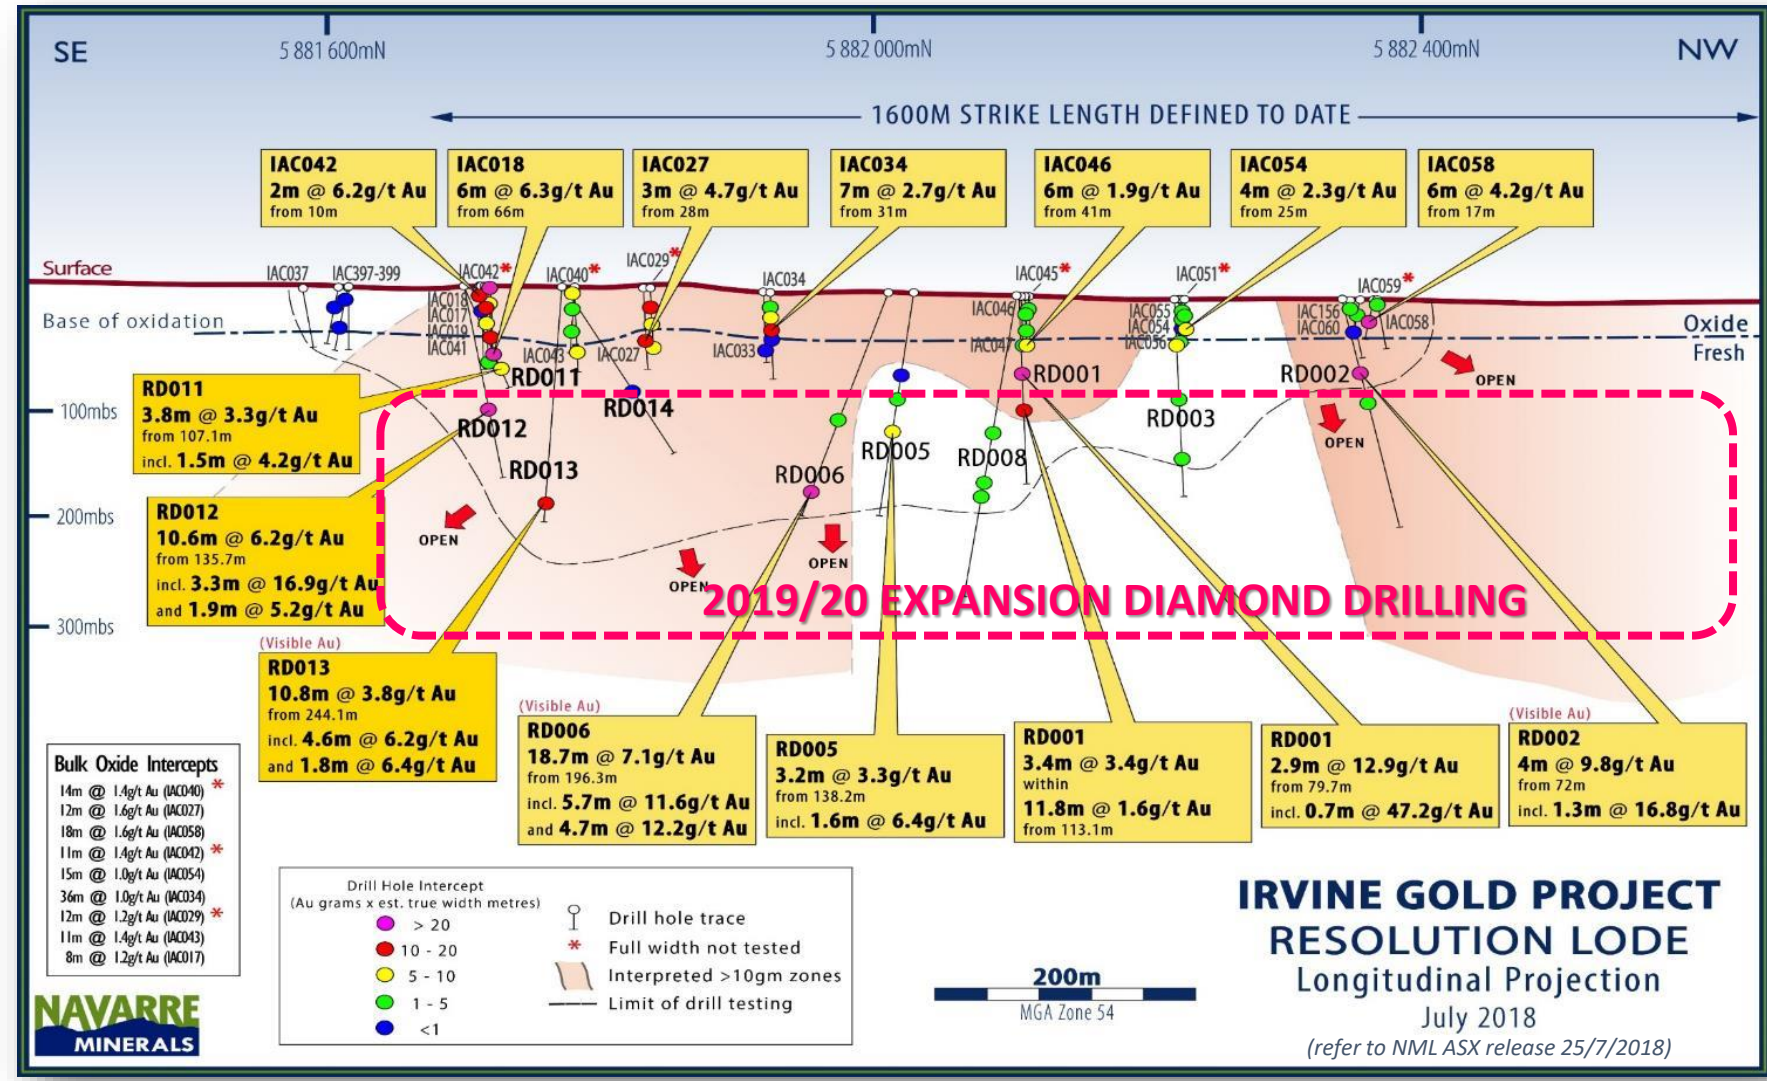 SE
5 881 600mN
5 882 000mN
5 882 400mN
NW
1600M STRIKE LENGTH DEFINED TO DATE
IAC042
2m @ 6.2g/t Au
from 10m
IAC018
6m @ 6.3g/t Au
from 66m
IAC027
3m @ 4.7g/t Au
from 28m
IAC034
7m @ 2.7g/t Au
from 31m
IAC046
6m @ 1.9g/t Au
from 41m
IAC054
4m @ 2.3g/t Au
from 25m
IAC058
6m @ 4.2g/t Au
from 17m
Surface
IAC037
IAC397-399
IAC042*
IAC040*
IAC029*
IAC034
IAC045*
IAC051*
IAC059*
IAC018
IAC017
IAC019
IAC041
IAC043
IAC027
IAC033
IAC046
IAC047
IAC055
IAC054
IAC056
IAC156
IAC060
IAC058
Base of oxidation
Oxide
Fresh
100mbs
200mbs
300mbs
RD011
RD012
RD013
RD014
RD006
RD005
RD008
RD001
RD003
RD002
OPEN
OPEN
OPEN
OPEN
OPEN
RD011
3.8m @ 3.3g/t Au
from 107.1m
incl. 1.5m @ 4.2g/t Au
RD012
10.6m @ 6.2g/t Au
from 135.7m
incl. 3.3m @ 16.9g/t Au
and 1.9m @ 5.2g/t Au
2019/20 EXPANSION DIAMOND DRILLING
(Visible Au)
RD013
10.8m @ 3.8g/t Au
from 244.1m
incl. 4.6m @ 6.2g/t Au
and 1.8m @ 6.4g/t Au
(Visible Au)
RD006
18.7m @ 7.1g/t Au
from 196.3m
incl. 5.7m @ 11.6g/t Au
and 4.7m @ 12.2g/t Au
RD005
3.2m @ 3.3g/t Au
from 138.2m
incl. 1.6m @ 6.4g/t Au
RD001
3.4m @ 3.4g/t Au
within
11.8m @ 1.6g/t Au
from 113.1m
RD001
2.9m @ 12.9g/t Au
from 79.7m
incl. 0.7m @ 47.2g/t Au
(Visible Au)
RD002
4m @ 9.8g/t Au
from 72m
incl. 1.3m @ 16.8g/t Au
Bulk Oxide Intercepts
14m @ 1.4g/t Au (IAC040) *
12m @ 1.6g/t Au (IAC027)
18m @ 1.6g/t Au (IAC058)
11m @ 1.4g/t Au (IAC042) *
15m @ 1.0g/t Au (IAC054)
36m @ 1.0g/t Au (IAC034)
12m @ 1.2g/t Au (IAC029) *
11m @ 1.4g/t Au (IAC043)
8m @ 1.2g/t Au (IAC017)
NAVARRE
MINERALS
Drill Hole Intercept
(Au grams x est. true width metres)
> 20
10 - 20
5 - 10
1 - 5
<1
Drill hole trace
* Full width not tested
Interpreted >10gm zones
Limit of drill testing
200m
MGA Zone 54
IRVINE GOLD PROJECT
RESOLUTION LODE
Longitudinal Projection
July 2018
(refer to NML ASX release 25/7/2018)